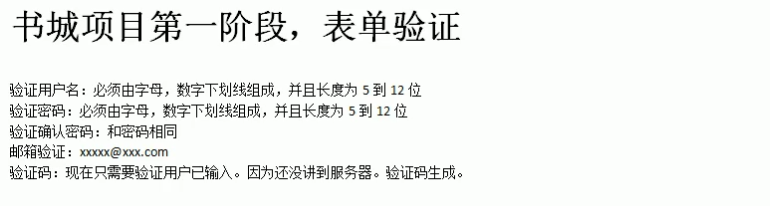 书城项目第一阶段，表单验证
验证用户名：必须由字母，数字下划线组成，并且长度为 5 到 12 位
验证密码：必须由字母，数字下划线组成，并且长度为 5 到 12 位
验证确认密码：和密码相同
邮箱验证：xxxxx@xxx.com
验证码：现在只需要验证用户已输入。因为还没讲到服务器。验证码生成。